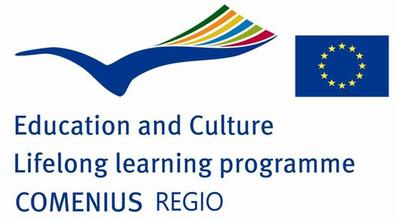 Education and Culture
Lifelong learning programme
COMENIUS REGIO